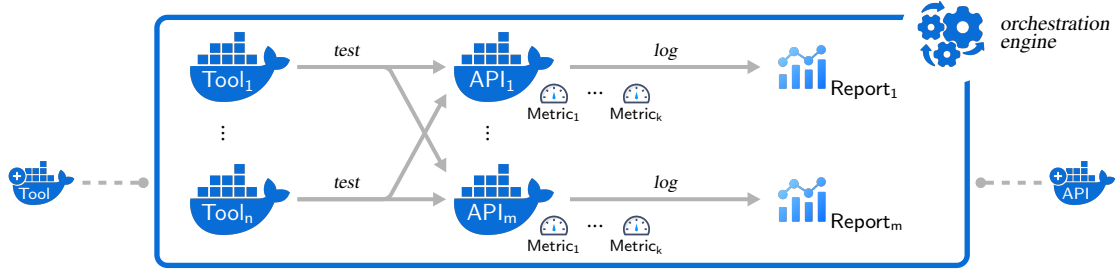 orchestration
engine
test
log
Tool₁
API₁
Report₁
Metric₁ ... Metricₖ
⋮
⋮
test
log
Tool
Toolₙ
APIₘ
Reportₘ
API
Metric₁ ... Metricₖ